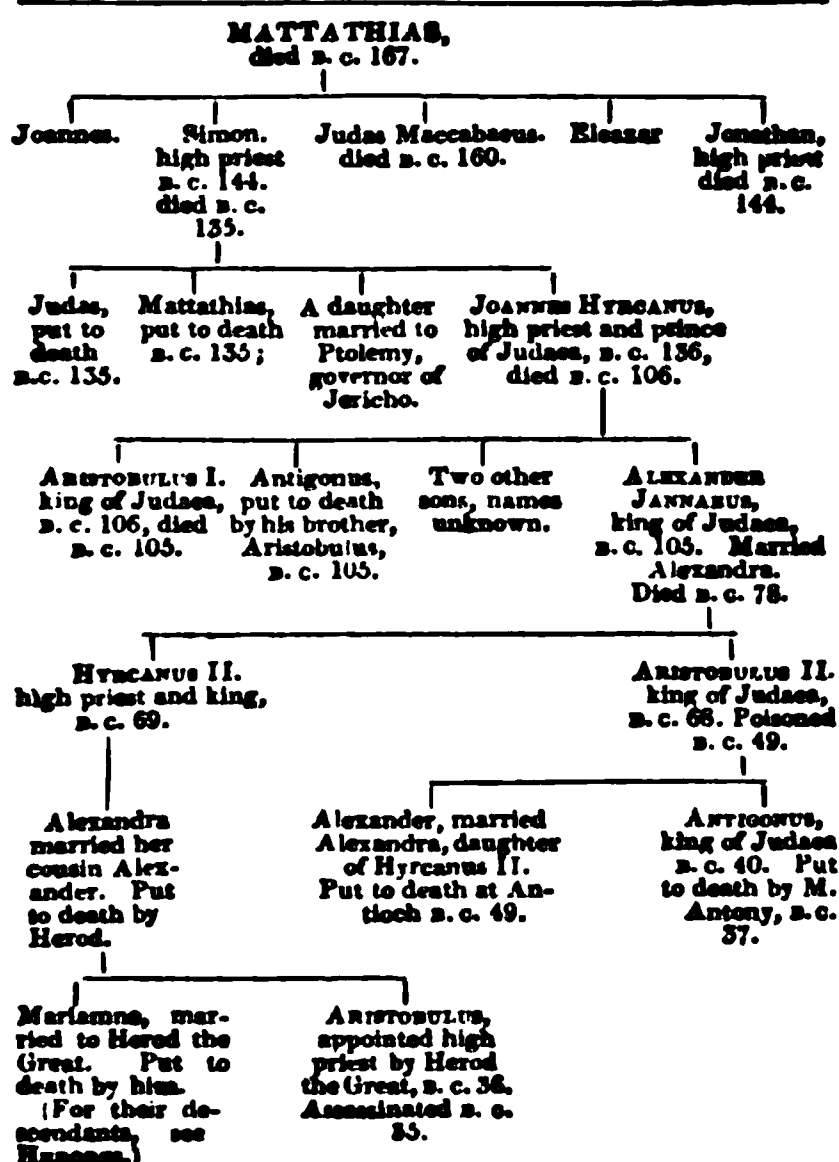 MATTATHIAS,
died B. C. 167.
Joannes.
Simon.
high priest
B. C. 144.
died B. C.
135.
Judas Maccabaeus.
died B. C. 160.
Eleazar
Jonathan,
high priest
died B. C.
144.
Judas,
put to
death
B.C. 135.
Mattathias,
put to death
B. C. 135;
A daughter
married to
Ptolemy,
governor of
Jericho.
JOANNES HYRCANUS,
high priest and prince
of Judaea, B. C. 136,
died B. C. 106.
ARISTOBULUS I.
king of Judaea,
B. C. 106, died
B. C. 105.
Antigonus,
put to death
by his brother,
Aristobulus,
B. C. 105.
Two other
sons, names
unknown.
ALEXANDER
JANNAEUS,
king of Judaea,
B. C. 105. Married
Alexandra.
Died B. C. 78.
HYRCANUS II.
high priest and king,
B. C. 69.
ARISTOBULUS II.
king of Judaea,
B. C. 68. Poisoned
B. C. 49.
Alexandra
married her
cousin Alex-
ander. Put
to death by
Herod.
Alexander, married
Alexandra, daughter
of Hyrcanus II.
Put to death at An-
tioch B. C. 49.
ANTIGONUS,
king of Judaea
B. C. 40. Put
to death by M.
Antony, B. C.
37.
Mariamne, mar-
ried to Herod the
Great. Put to
death by him.
(For their de-
scendants, see
ARISTOBULUS,
appointed high
priest by Herod
the Great, B. C. 36.
Assassinated B. C.
35.